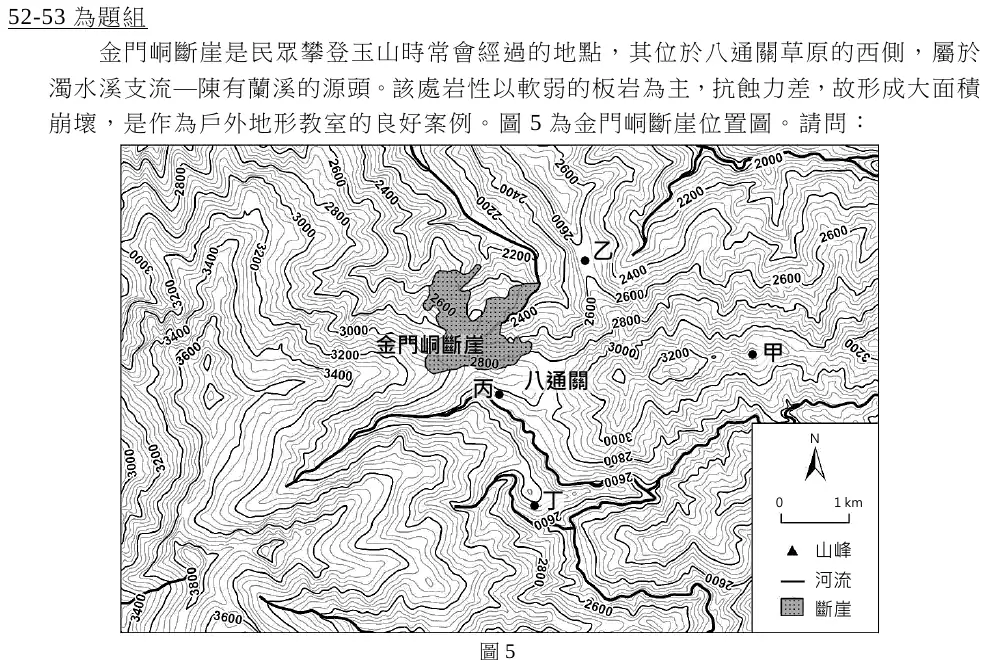 52-53 為題組
金門峒斷崖是民眾攀登玉山時常會經過的地點，其位於八通關草原的西側，屬於
濁水溪支流—陳有蘭溪的源頭。該處岩性以軟弱的板岩為主，抗蝕力差，故形成大面積
崩壞，是作為戶外地形教室的良好案例。圖 5 為金門峒斷崖位置圖。請問：
2800
2600
2400
2200
2400
2600
2000
2200
2800
3000
2600
2600
3400
3200
3000
2200
乙
2400
2600
3200
2600
2600
2400
2600
2800
3400
3600
3000
3200
3400
金門峒斷崖
2800
3000
3200
甲
3200
丙
八通關
3000
3200
3000
2800
2600
丁
2600
2800
2600
2600
3400
3800
3600
N
0 1 km
山峰
河流
斷崖
圖 5